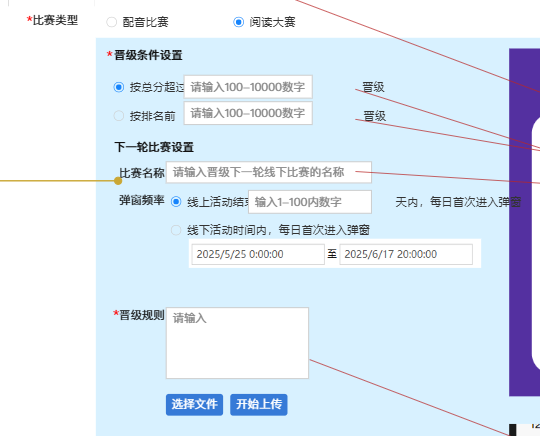 *比赛类型 配音比赛 阅读大赛
*晋级条件设置
按总分超过 请输入100–10000数字 晋级
按排名前 请输入100–10000数字 晋级
下一轮比赛设置
比赛名称 请输入晋级下一轮线下比赛的名称
弹窗频率 线上活动结束 输入1–100内数字 天内，每日首次进入弹窗
线下活动时间内，每日首次进入弹窗
2025/5/25 0:00:00 至 2025/6/17 20:00:00
*晋级规则 请输入
选择文件 开始上传